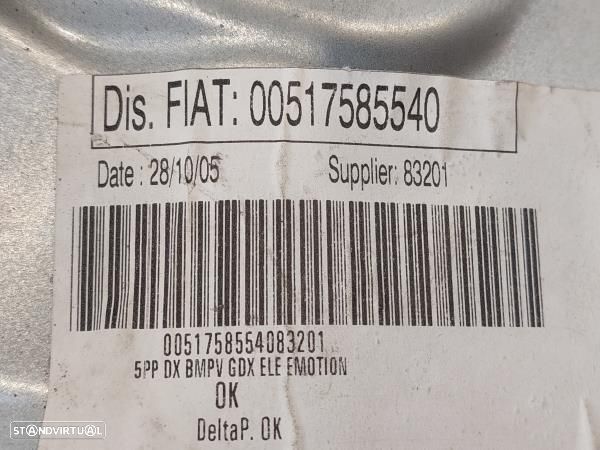 Dis. FIAT: 00517585540
Date : 28/10/05 Supplier: 83201
0051758554083201
5PP DX BMPV GDX ELE EMOTION
OK
DeltaP. OK
STANDVIRTUAL